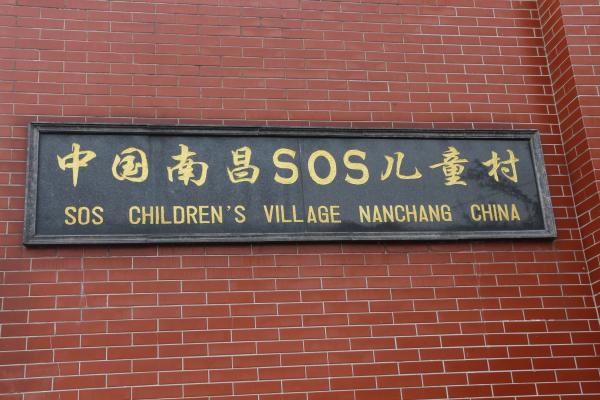 中国南昌SOS儿童村
SOS CHILDREN'S VILLAGE NANCHANG CHINA